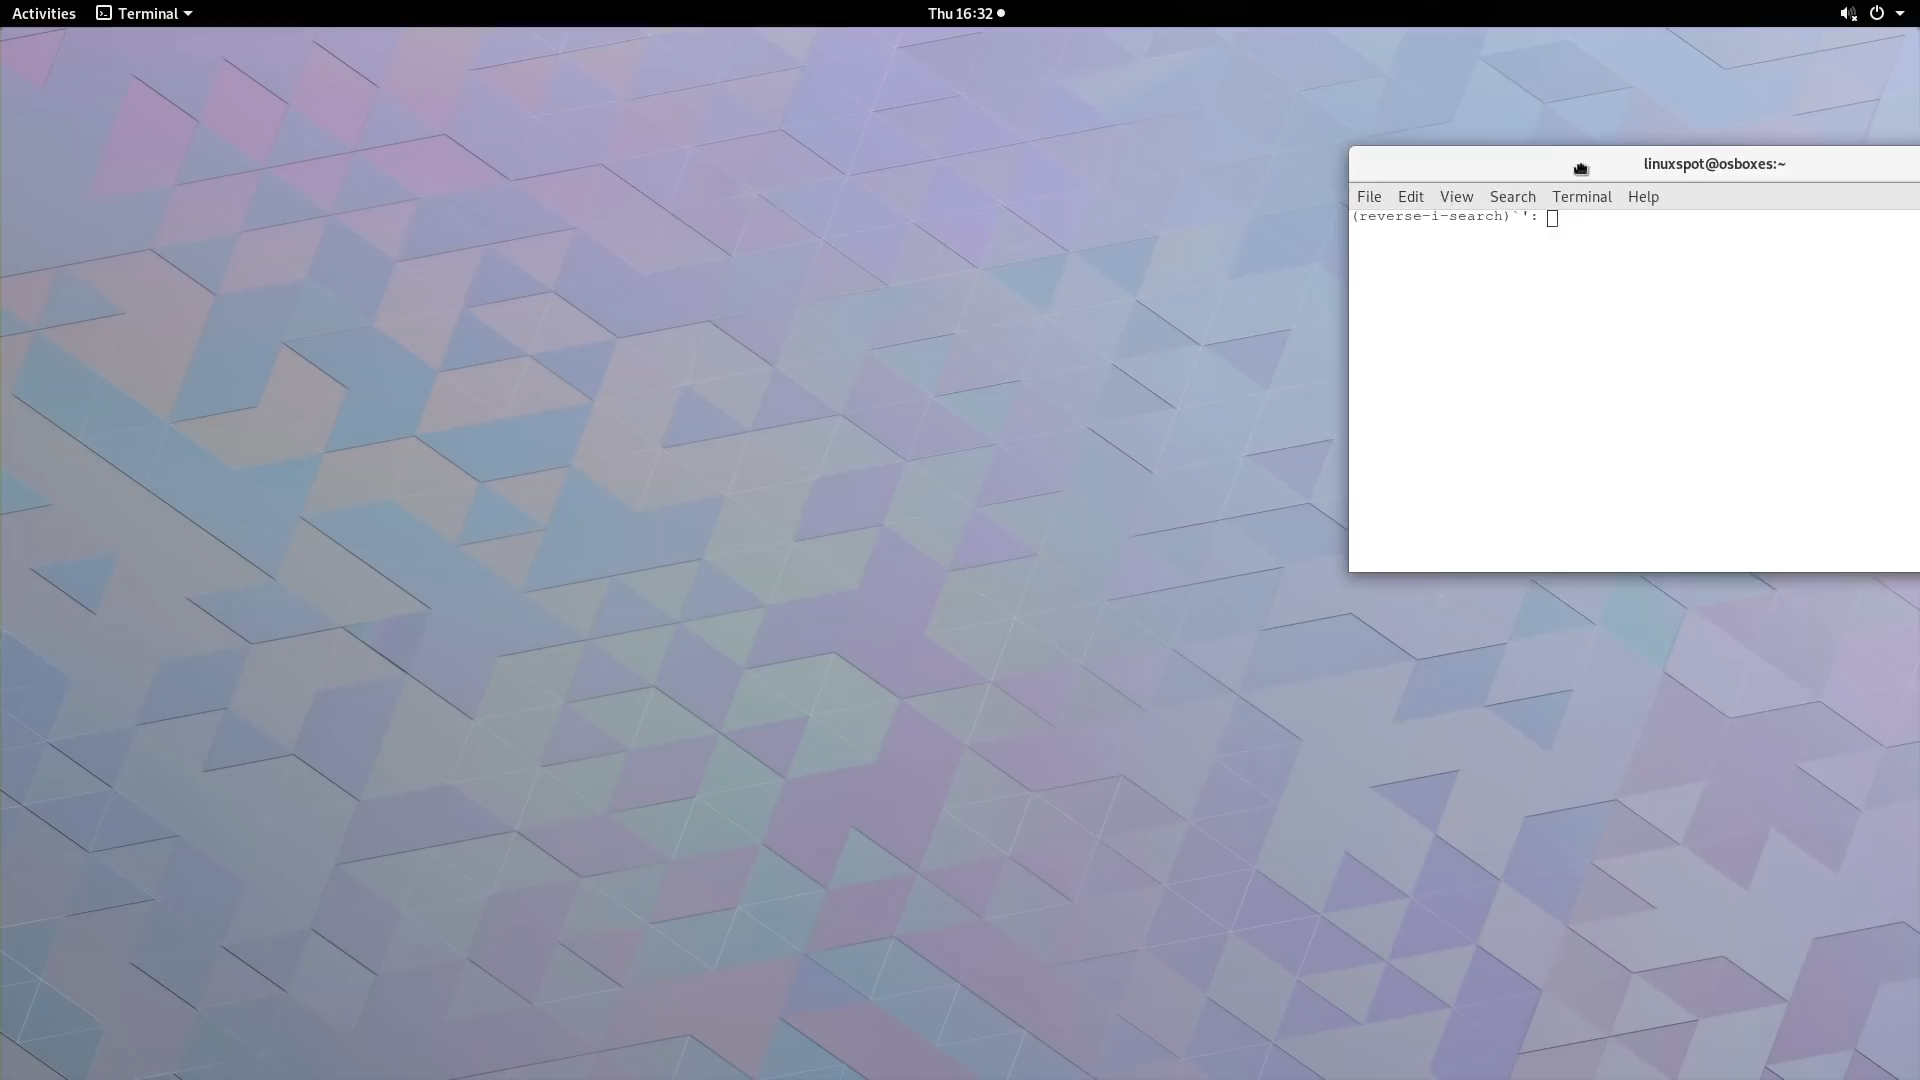 Activities Terminal Thu 16:32
linuxspot@osboxes:~
File Edit View Search Terminal Help
(reverse-i-search)`':